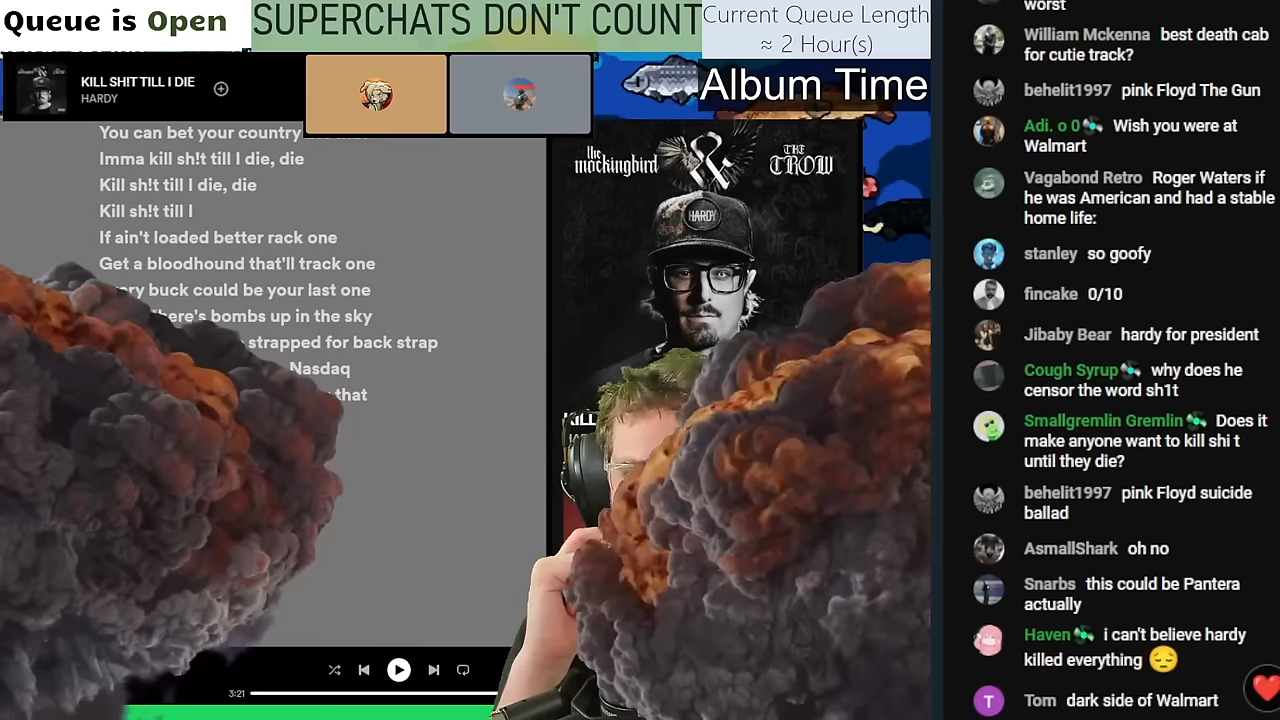 Queue is Open
SUPERCHATS DON'T COUNT
Current Queue Length
≈ 2 Hour(s)
Album Time
KILL SH!T TILL I DIE
HARDY
You can bet your country
Imma kill sh!t till I die, die
Kill sh!t till I die, die
Kill sh!t till I
If ain't loaded better rack one
Get a bloodhound that'll track one
buck could be your last one
here's bombs up in the sky
strapped for back strap
Nasdaq
that
3:21
the mockingbird
&
THE CROW
HARDY
KILL
worst
William Mckenna best death cab
for cutie track?
behelit1997 pink Floyd The Gun
Adi. o 0 Wish you were at
Walmart
Vagabond Retro Roger Waters if
he was American and had a stable
home life:
stanley so goofy
fincake 0/10
Jibaby Bear hardy for president
Cough Syrup why does he
censor the word sh1t
Smallgremlin Gremlin Does it
make anyone want to kill shi t
until they die?
behelit1997 pink Floyd suicide
ballad
AsmallShark oh no
Snarbs this could be Pantera
actually
Haven i can't believe hardy
killed everything 😔
T
Tom dark side of Walmart